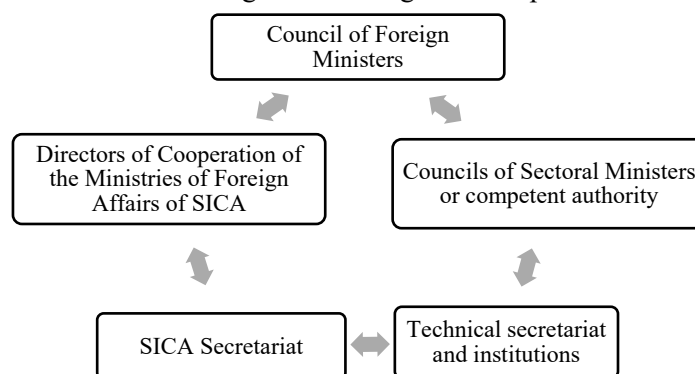 Council of Foreign
Ministers
Directors of Cooperation of
the Ministries of Foreign
Affairs of SICA
Councils of Sectoral Ministers
or competent authority
SICA Secretariat
Technical secretariat
and institutions